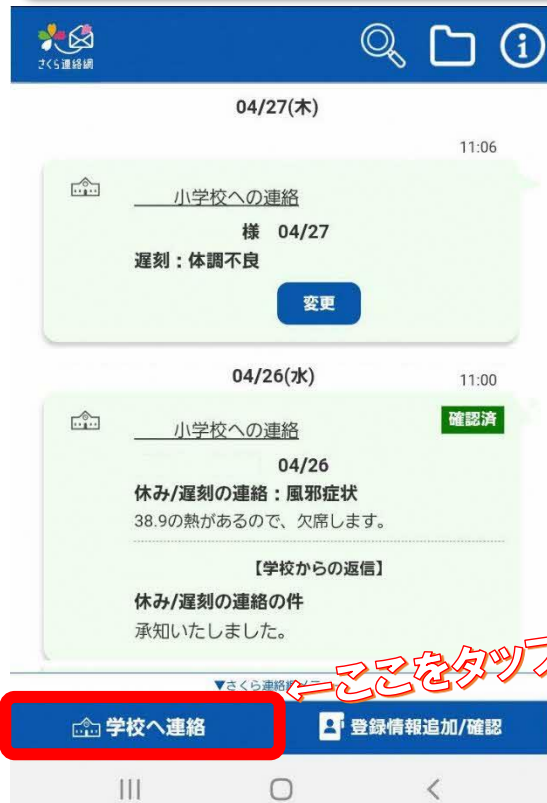 さくら連絡網
04/27(木)
11:06
小学校への連絡
様 04/27
遅刻：体調不良
変更
04/26(水)
11:00
確認済
小学校への連絡
04/26
休み/遅刻の連絡：風邪症状
38.9の熱があるので、欠席します。
【学校からの返信】
休み/遅刻の連絡の件
承知いたしました。
←ここをタップ
▼さくら連絡網
学校へ連絡
登録情報追加/確認